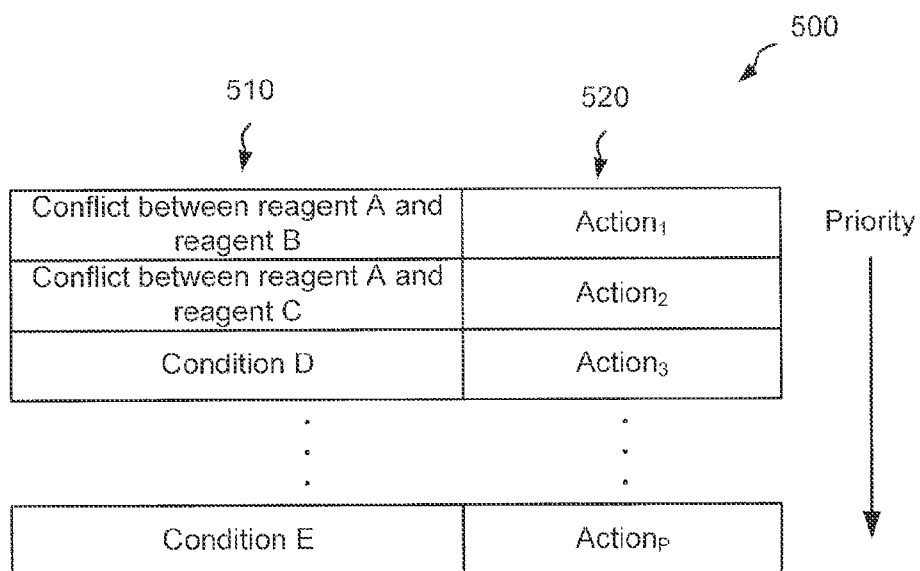 500
510
520
Conflict between reagent A and
reagent B
Action₁
Priority
Conflict between reagent A and
reagent C
Action₂
Condition D
Action₃
Condition E
Actionₚ